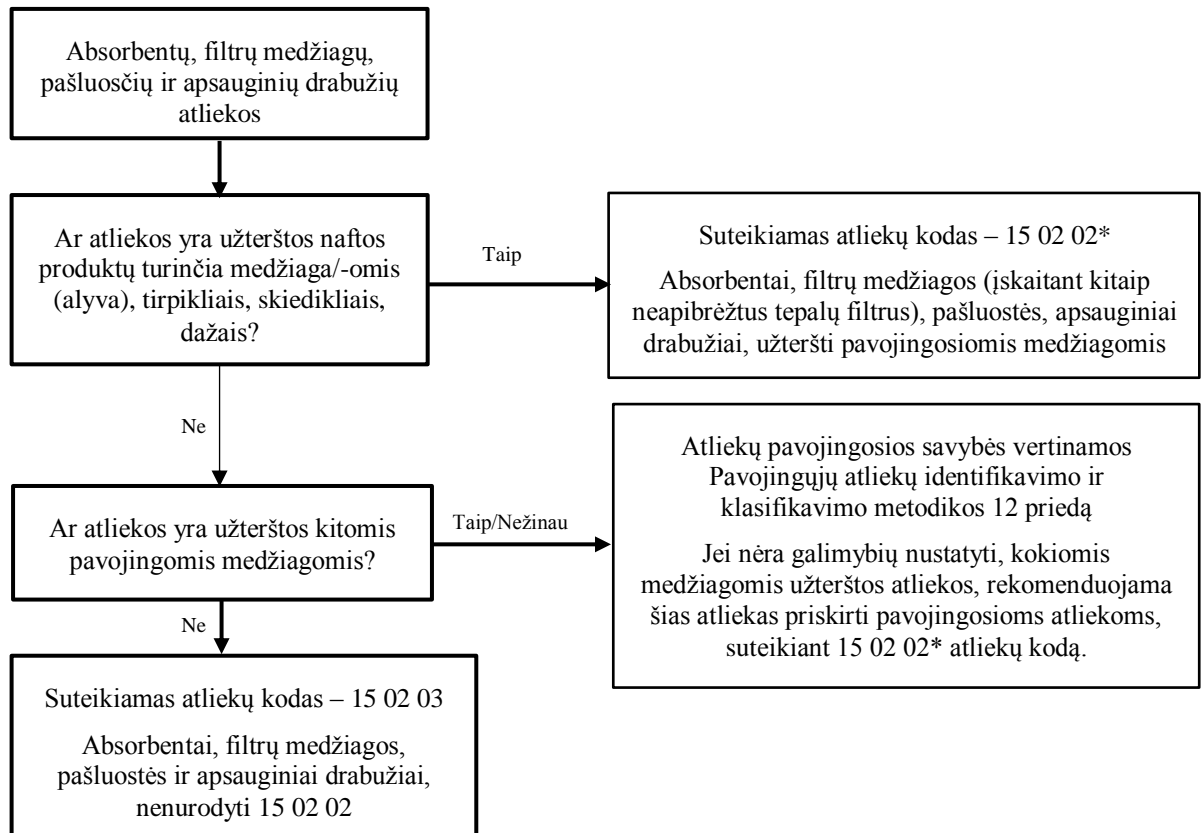 Absorbentų, filtrų medžiagų,
pašluosčių ir apsauginių drabužių
atliekos
Ar atliekos yra užterštos naftos
produktų turinčia medžiaga/-omis
(alyva), tirpikliais, skiedikliais,
dažais?
Taip
Suteikiamas atliekų kodas – 15 02 02*
Absorbentai, filtrų medžiagos (įskaitant kitaip
neapibrėžtus tepalų filtrus), pašluostės, apsauginiai
drabužiai, užteršti pavojingosiomis medžiagomis
Ne
Ar atliekos yra užterštos kitomis
pavojingomis medžiagomis?
Taip/Nežinau
Atliekų pavojingosios savybės vertinamos
Pavojingųjų atliekų identifikavimo ir
klasifikavimo metodikos 12 priedą
Jei nėra galimybių nustatyti, kokiomis
medžiagomis užterštos atliekos, rekomenduojama
šias atliekas priskirti pavojingosioms atliekoms,
suteikiant 15 02 02* atliekų kodą.
Ne
Suteikiamas atliekų kodas – 15 02 03
Absorbentai, filtrų medžiagos,
pašluostės ir apsauginiai drabužiai,
nenurodyti 15 02 02